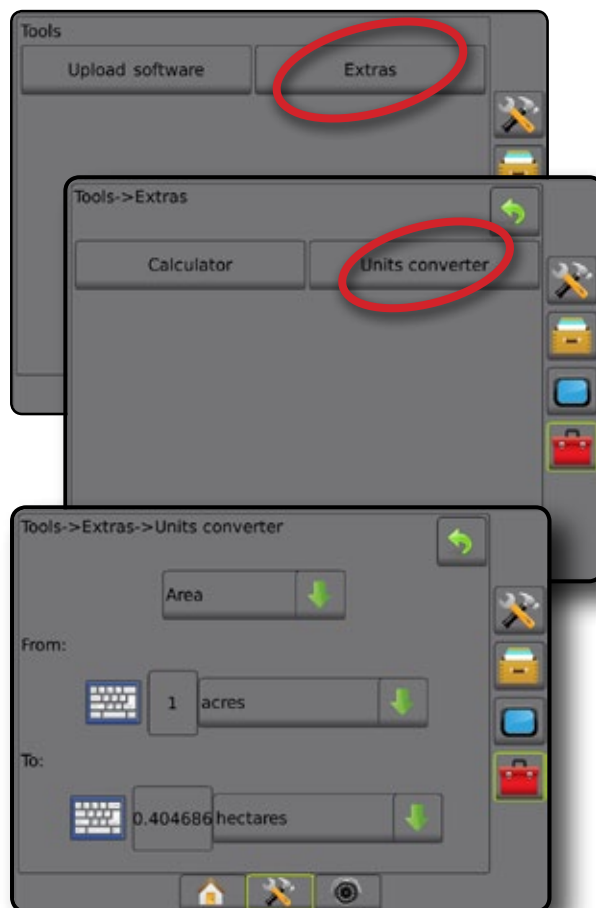 Tools
Upload software Extras
Tools->Extras
Calculator Units converter
Tools->Extras->Units converter
Area
From:
1 acres
To:
0.404686 hectares